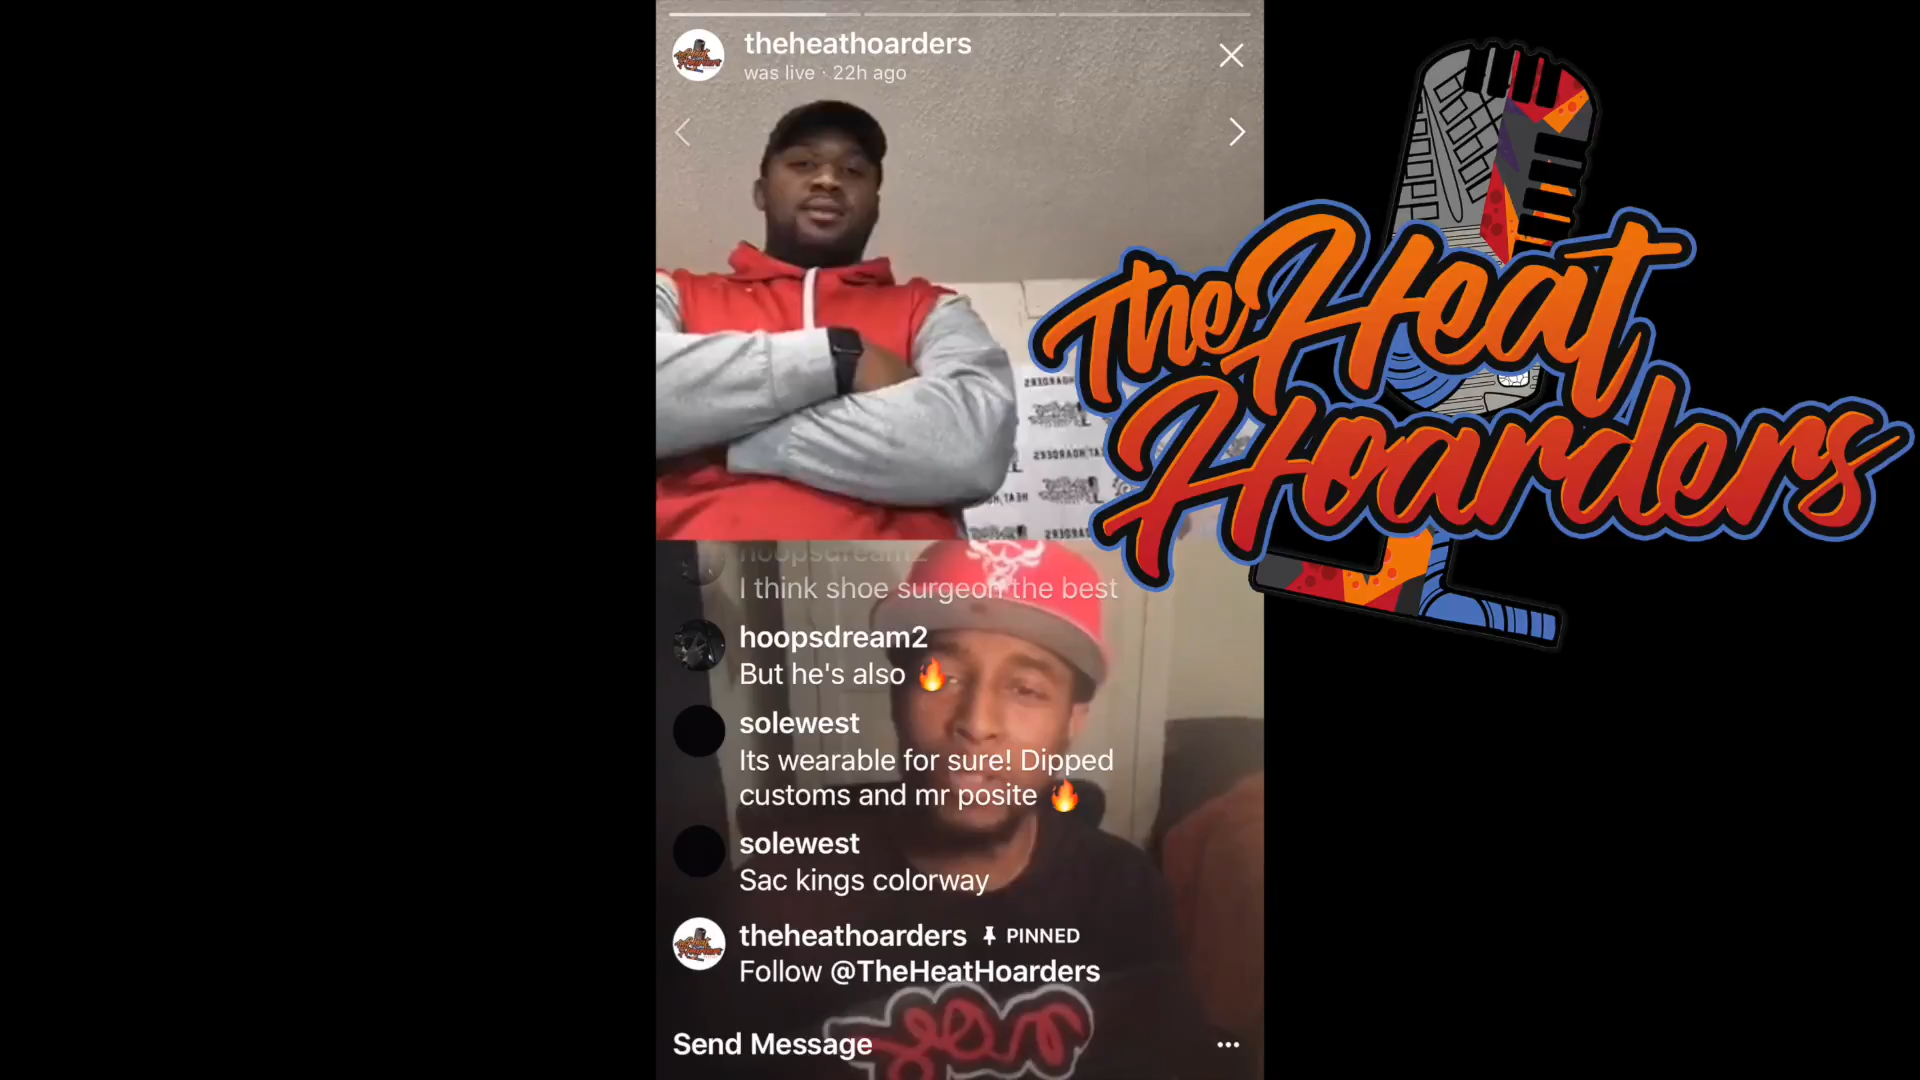 theheathoarders
was live · 22h ago
The Heat
Hoarders
hoopsdream2
I think shoe surgeon the best
hoopsdream2
But he's also 🔥
solewest
Its wearable for sure! Dipped
customs and mr posite 🔥
solewest
Sac kings colorway
theheathoarders PINNED
Follow @TheHeatHoarders
Send Message